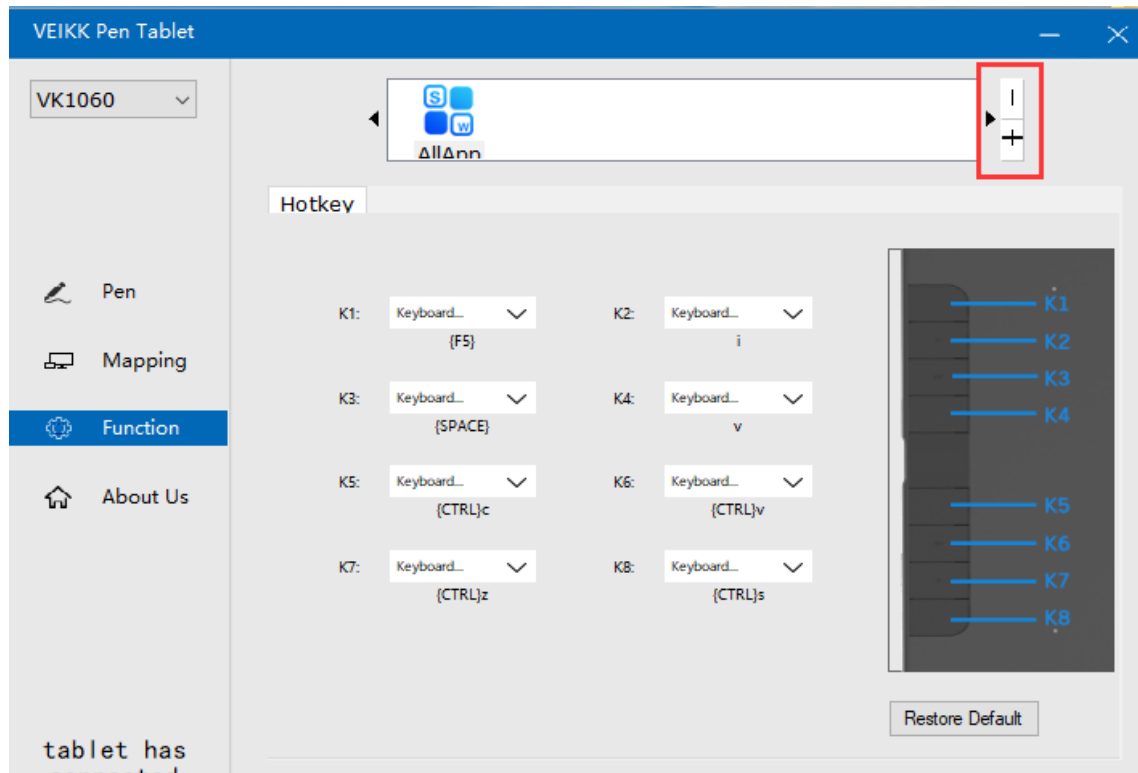 VEIKK Pen Tablet
VK1060
S
W
AllApp
Hotkey
Pen
Mapping
Function
About Us
K1: Keyboard... K2: Keyboard...
{F5} i
K3: Keyboard... K4: Keyboard...
{SPACE} v
K5: Keyboard... K6: Keyboard...
{CTRL}c {CTRL}v
K7: Keyboard... K8: Keyboard...
{CTRL}z {CTRL}s
K1
K2
K3
K4
K5
K6
K7
K8
Restore Default
tablet has
connected